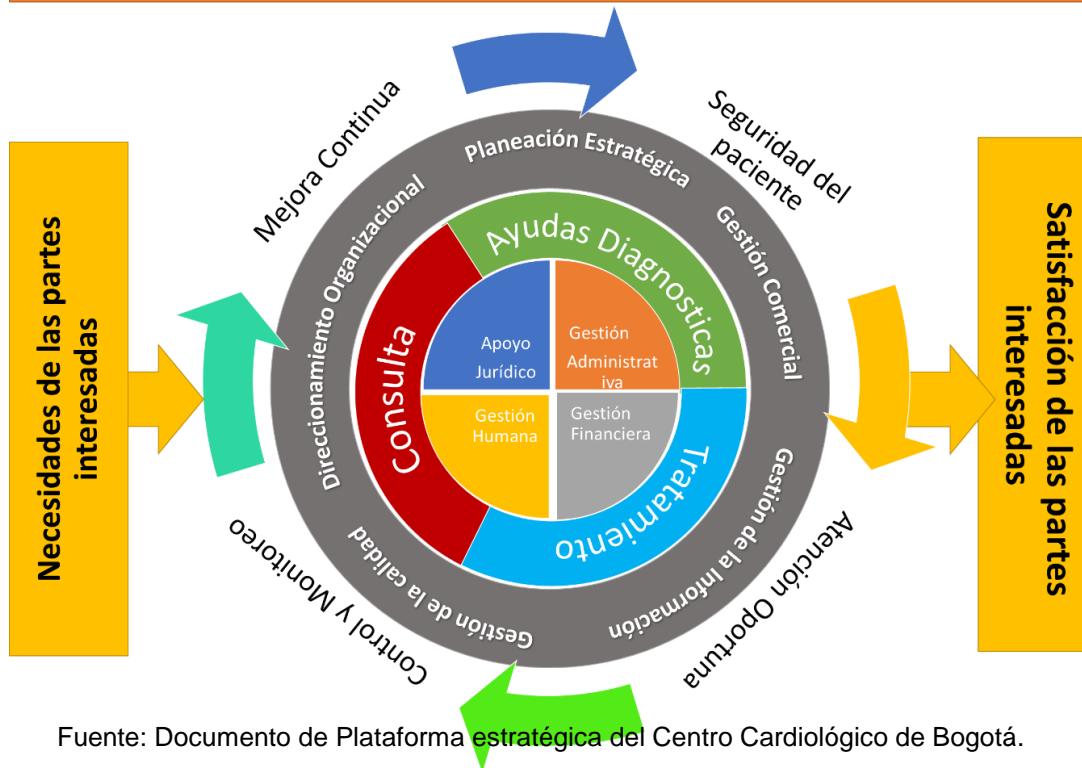 Necesidades de las partes
interesadas
Mejora Continua
Seguridad del
paciente
Atención Oportuna
Control y Monitoreo
Planeación Estratégica
Gestión Comercial
Gestión de la Información
Gestión de la calidad
Direccionamiento Organizacional
Ayudas Diagnosticas
Tratamiento
Consulta
Apoyo
Jurídico
Gestión
Administrat
iva
Gestión
Humana
Gestión
Financiera
Satisfacción de las partes
interesadas
Fuente: Documento de Plataforma estratégica del Centro Cardiológico de Bogotá.